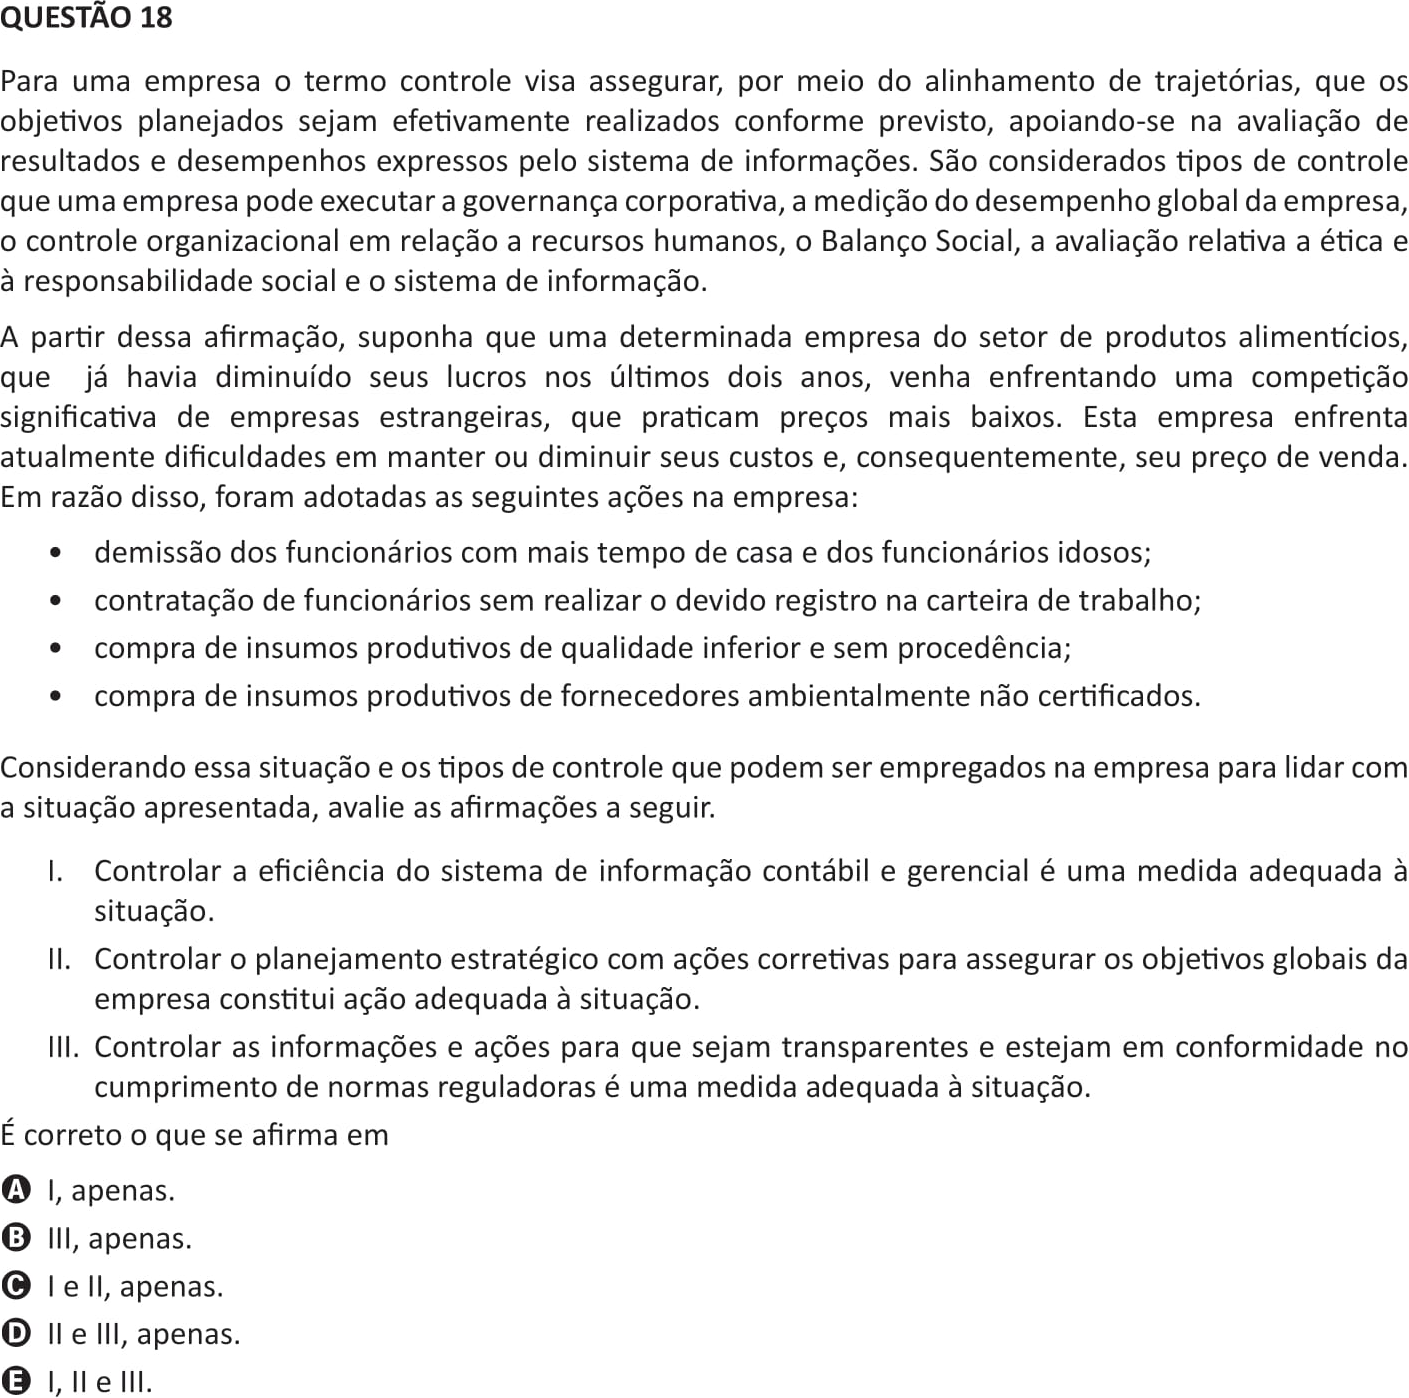 QUESTÃO 18
Para uma empresa o termo controle visa assegurar, por meio do alinhamento de trajetórias, que os
objetivos planejados sejam efetivamente realizados conforme previsto, apoiando-se na avaliação de
resultados e desempenhos expressos pelo sistema de informações. São considerados tipos de controle
que uma empresa pode executar a governança corporativa, a medição do desempenho global da empresa,
o controle organizacional em relação a recursos humanos, o Balanço Social, a avaliação relativa a ética e
à responsabilidade social e o sistema de informação.
A partir dessa afirmação, suponha que uma determinada empresa do setor de produtos alimentícios,
que já havia diminuído seus lucros nos últimos dois anos, venha enfrentando uma competição
significativa de empresas estrangeiras, que praticam preços mais baixos. Esta empresa enfrenta
atualmente dificuldades em manter ou diminuir seus custos e, consequentemente, seu preço de venda.
Em razão disso, foram adotadas as seguintes ações na empresa:
• demissão dos funcionários com mais tempo de casa e dos funcionários idosos;
• contratação de funcionários sem realizar o devido registro na carteira de trabalho;
• compra de insumos produtivos de qualidade inferior e sem procedência;
• compra de insumos produtivos de fornecedores ambientalmente não certificados.
Considerando essa situação e os tipos de controle que podem ser empregados na empresa para lidar com
a situação apresentada, avalie as afirmações a seguir.
I. Controlar a eficiência do sistema de informação contábil e gerencial é uma medida adequada à
situação.
II. Controlar o planejamento estratégico com ações corretivas para assegurar os objetivos globais da
empresa constitui ação adequada à situação.
III. Controlar as informações e ações para que sejam transparentes e estejam em conformidade no
cumprimento de normas reguladoras é uma medida adequada à situação.
É correto o que se afirma em
A I, apenas.
B III, apenas.
C I e II, apenas.
D II e III, apenas.
E I, II e III.